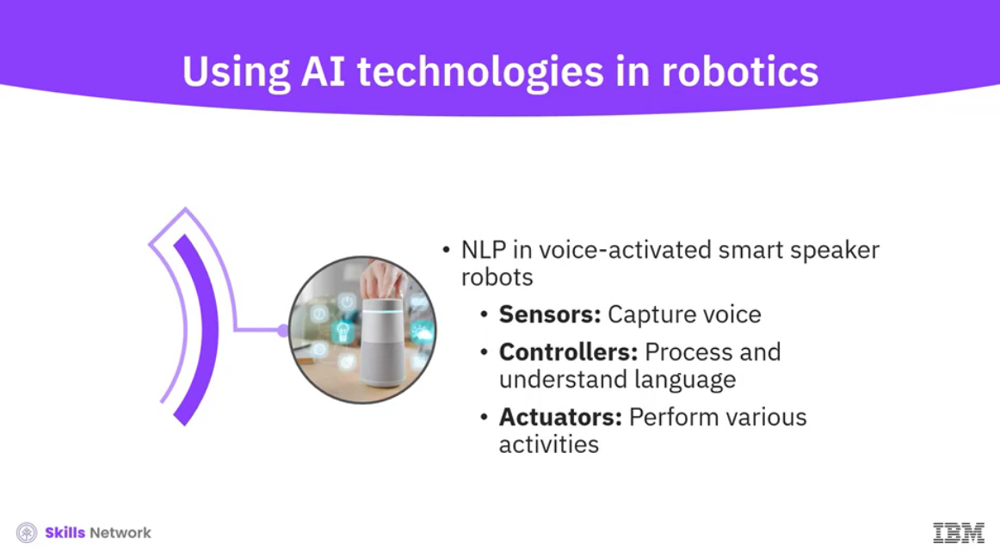 Using AI technologies in robotics
• NLP in voice-activated smart speaker
robots
• Sensors: Capture voice
• Controllers: Process and
understand language
• Actuators: Perform various
activities
Skills Network
IBM